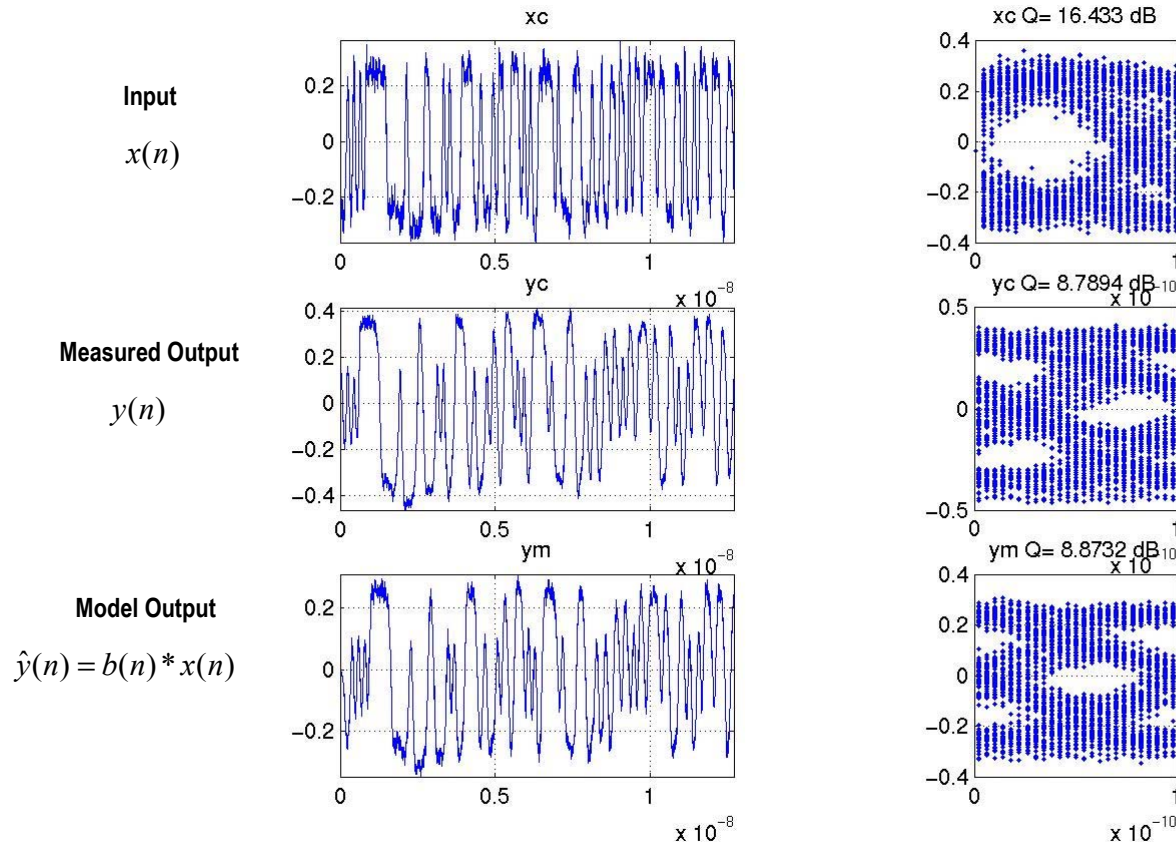 xc
xc Q= 16.433 dB
Input
x(n)
0.2
0
−0.2
0
0.5
1
x 10^−8
0.4
0.2
0
−0.2
−0.4
0
1
x 10^−10
yc
yc Q= 8.7894 dB
Measured Output
y(n)
0.4
0.2
0
−0.2
−0.4
0
0.5
1
x 10^−8
0.5
0
−0.5
0
1
x 10^−10
ym
ym Q= 8.8732 dB
Model Output
ŷ(n) = b(n) * x(n)
0.2
0
−0.2
0
0.5
1
x 10^−8
0.4
0.2
0
−0.2
−0.4
0
1
x 10^−10